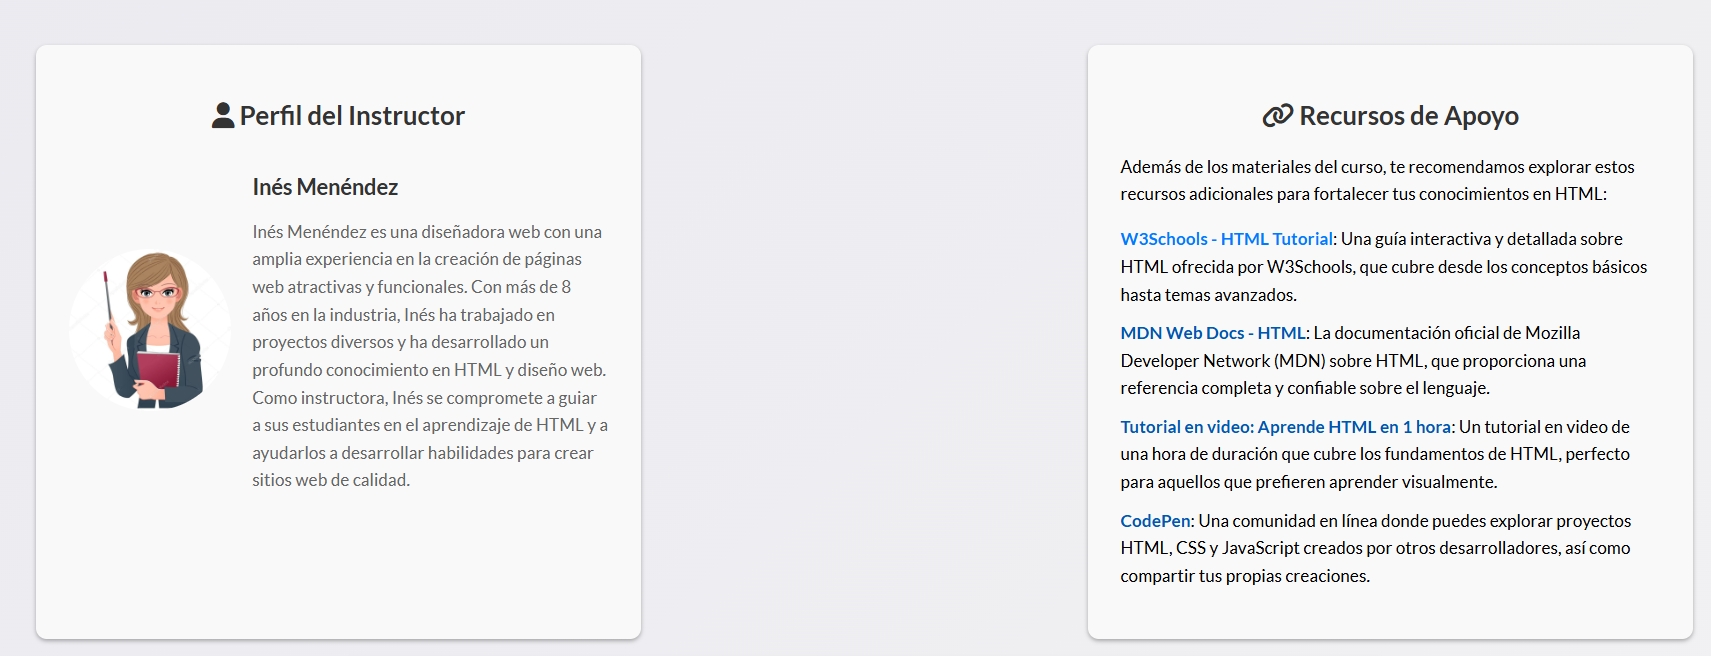 Perfil del Instructor
Inés Menéndez
Inés Menéndez es una diseñadora web con una
amplia experiencia en la creación de páginas
web atractivas y funcionales. Con más de 8
años en la industria, Inés ha trabajado en
proyectos diversos y ha desarrollado un
profundo conocimiento en HTML y diseño web.
Como instructora, Inés se compromete a guiar
a sus estudiantes en el aprendizaje de HTML y a
ayudarlos a desarrollar habilidades para crear
sitios web de calidad.
Recursos de Apoyo
Además de los materiales del curso, te recomendamos explorar estos
recursos adicionales para fortalecer tus conocimientos en HTML:
W3Schools - HTML Tutorial: Una guía interactiva y detallada sobre
HTML ofrecida por W3Schools, que cubre desde los conceptos básicos
hasta temas avanzados.
MDN Web Docs - HTML: La documentación oficial de Mozilla
Developer Network (MDN) sobre HTML, que proporciona una
referencia completa y confiable sobre el lenguaje.
Tutorial en video: Aprende HTML en 1 hora: Un tutorial en video de
una hora de duración que cubre los fundamentos de HTML, perfecto
para aquellos que prefieren aprender visualmente.
CodePen: Una comunidad en línea donde puedes explorar proyectos
HTML, CSS y JavaScript creados por otros desarrolladores, así como
compartir tus propias creaciones.